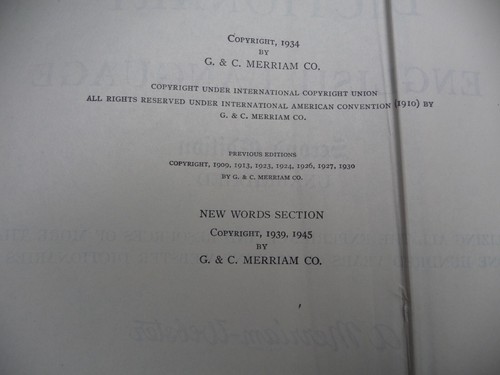 Copyright, 1934
BY
G. & C. MERRIAM CO.
COPYRIGHT UNDER INTERNATIONAL COPYRIGHT UNION
ALL RIGHTS RESERVED UNDER INTERNATIONAL AMERICAN CONVENTION (1910) BY
G. & C. MERRIAM CO.
PREVIOUS EDITIONS
COPYRIGHT, 1909, 1913, 1923, 1924, 1926, 1927, 1930
BY G. & C. MERRIAM CO.
NEW WORDS SECTION
Copyright, 1939, 1945
BY
G. & C. MERRIAM CO.